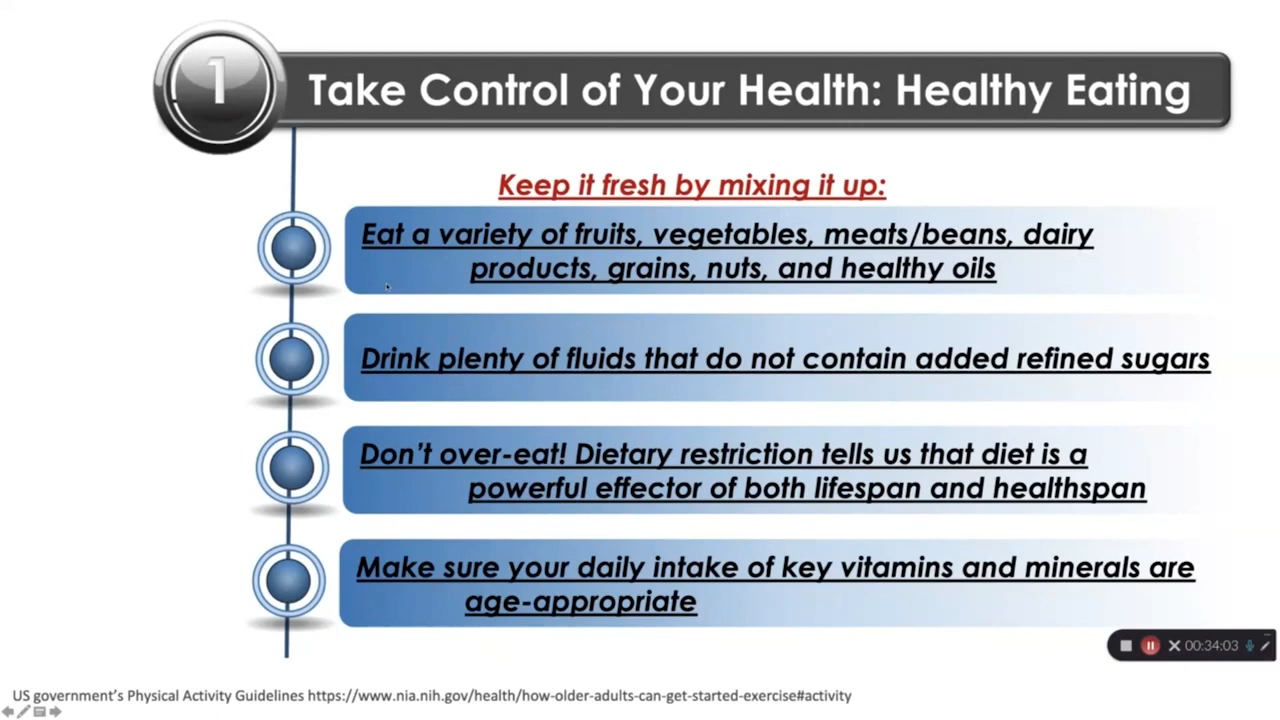 1
Take Control of Your Health: Healthy Eating
Keep it fresh by mixing it up:
Eat a variety of fruits, vegetables, meats/beans, dairy
products, grains, nuts, and healthy oils
Drink plenty of fluids that do not contain added refined sugars
Don't over-eat! Dietary restriction tells us that diet is a
powerful effector of both lifespan and healthspan
Make sure your daily intake of key vitamins and minerals are
age-appropriate
00:34:03
US government's Physical Activity Guidelines https://www.nia.nih.gov/health/how-older-adults-can-get-started-exercise#activity